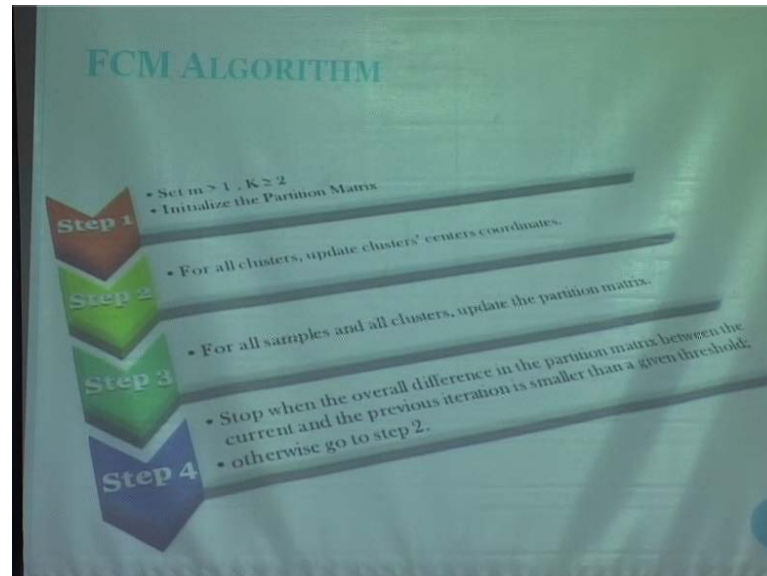 FCM ALGORITHM
Step 1
• Set m > 1 , K ≥ 2
• Initialize the Partition Matrix
Step 2
• For all clusters, update clusters' centers coordinates.
Step 3
• For all samples and all clusters, update the partition matrix.
Step 4
• Stop when the overall difference in the partition matrix between the
current and the previous iteration is smaller than a given threshold;
• otherwise go to step 2.